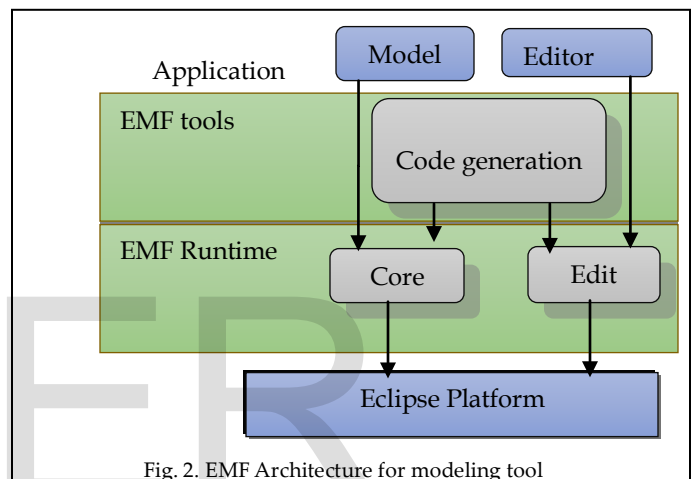 Model
Editor
Application
EMF tools
Code generation
EMF Runtime
Core
Edit
Eclipse Platform
Fig. 2. EMF Architecture for modeling tool
ER